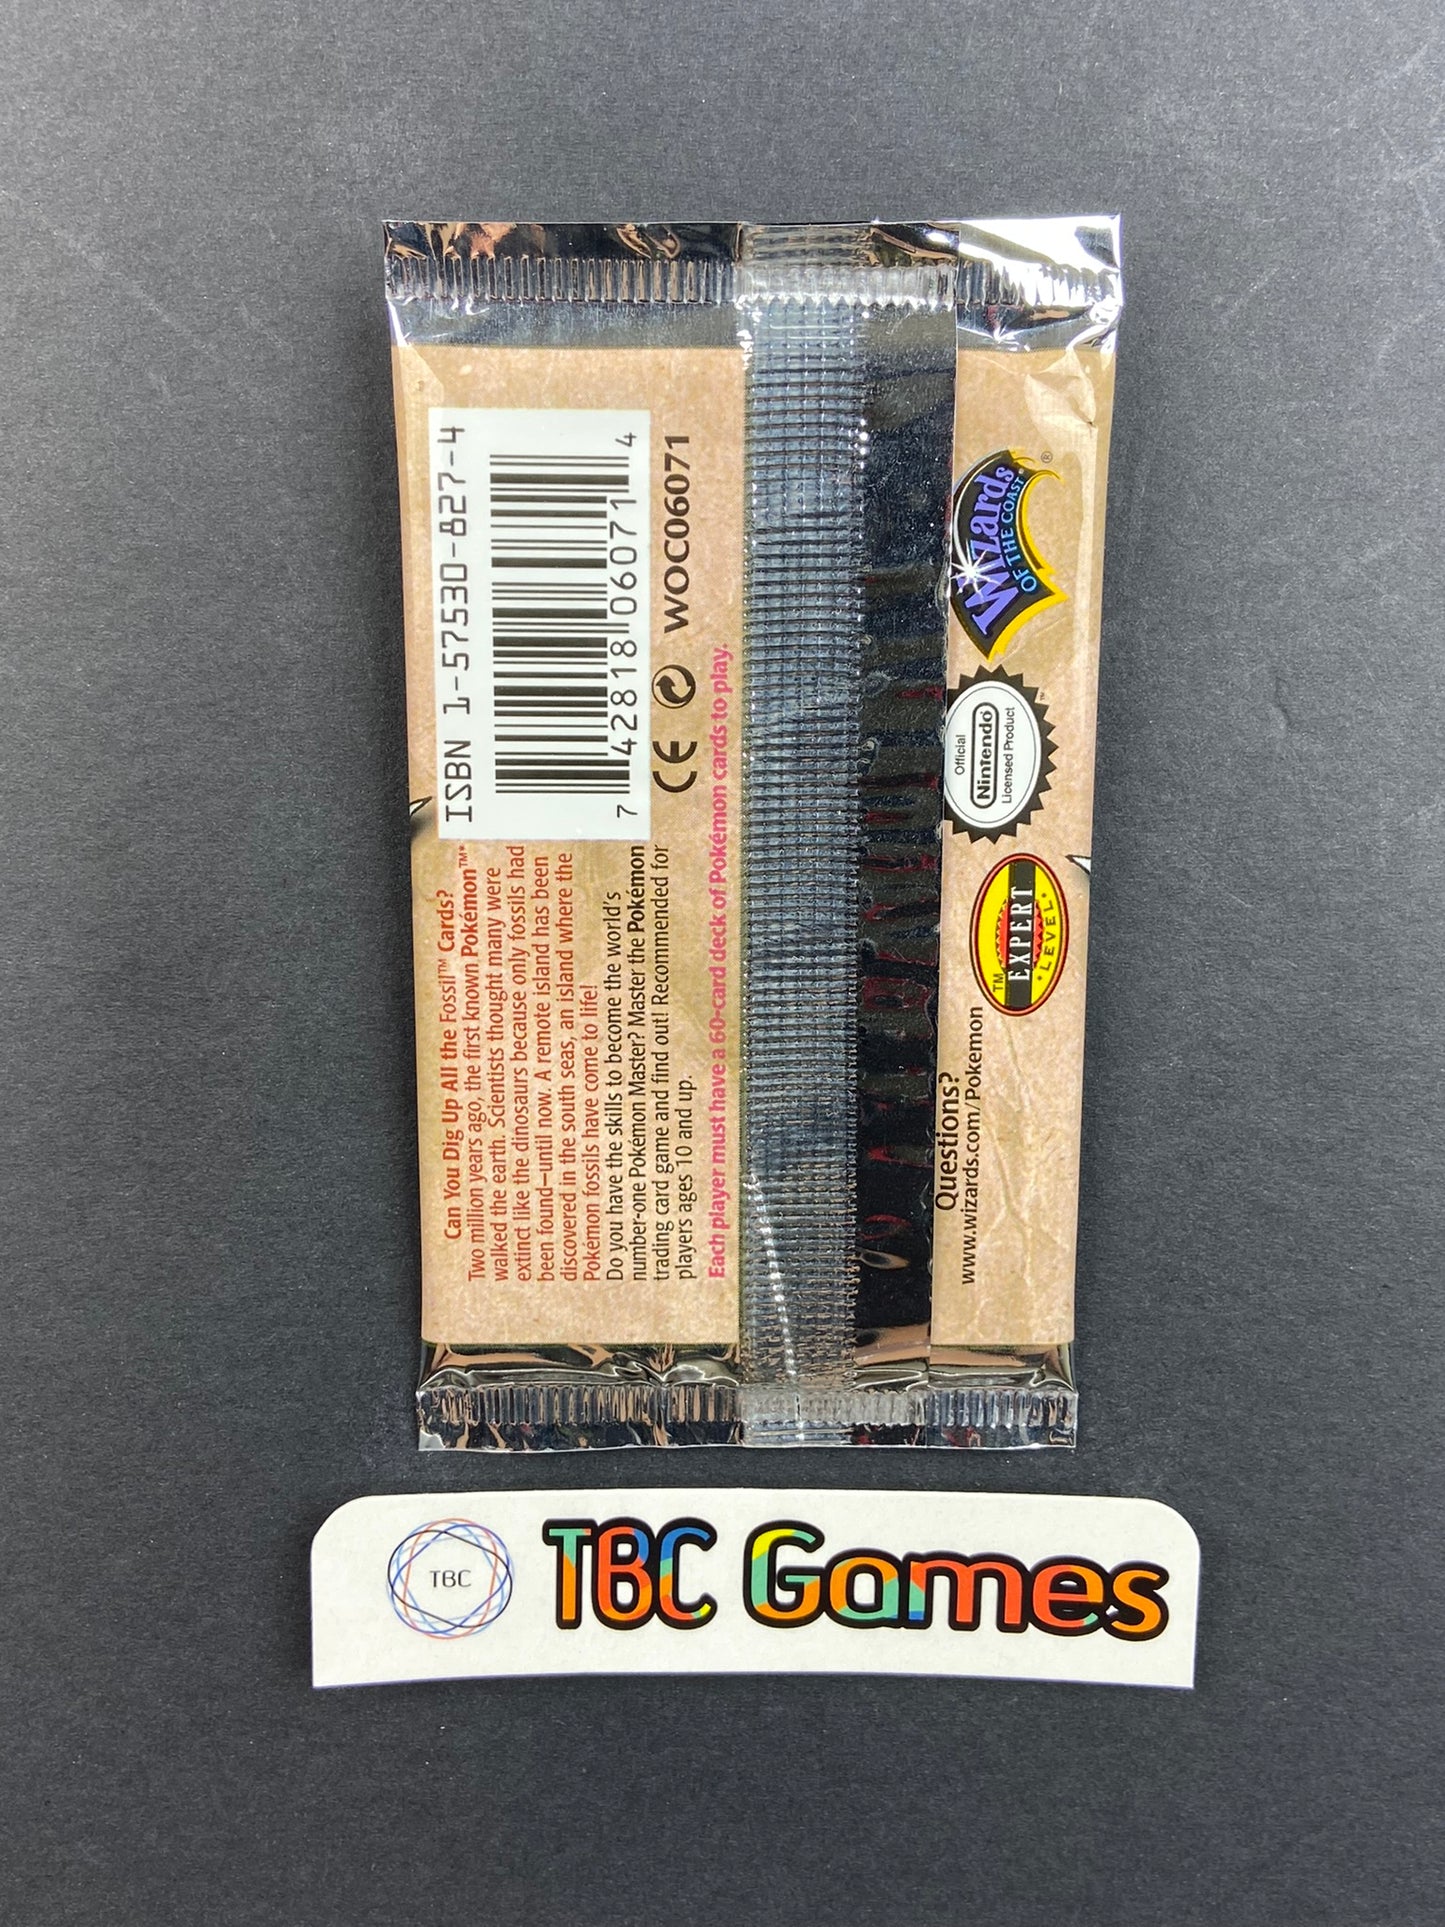 ISBN 1-57530-827-4
7 42818 06071 4
CE WOC06071
Can You Dig Up All the Fossil™ Cards?
Two million years ago, the first known Pokémon™*
walked the earth. Scientists thought many were
extinct like the dinosaurs because only fossils had
been found—until now. A remote island has been
discovered in the south seas, an island where the
Pokémon fossils have come to life!
Do you have the skills to become the world's
number-one Pokémon Master? Master the Pokémon
trading card game and find out! Recommended for
players ages 10 and up.
Each player must have a 60-card deck of Pokémon cards to play.
Questions?
www.wizards.com/Pokemon
TM
EXPERT
LEVEL
Official
Nintendo®
Licensed Product
™
Wizards
OF THE COAST®
®
TBC
TBC Games